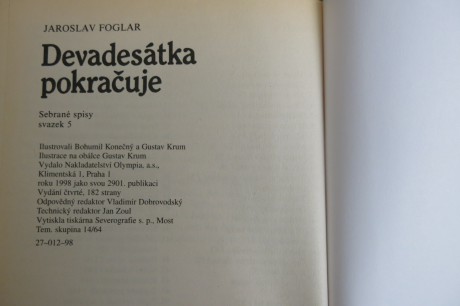 JAROSLAV FOGLAR
Devadesátka
pokračuje
Sebrané spisy
svazek 5
Ilustrovali Bohumil Konečný a Gustav Krum
Ilustrace na obálce Gustav Krum
Vydalo Nakladatelství Olympia, a.s.,
Klimentská 1, Praha 1
roku 1998 jako svou 2901. publikaci
Vydání čtvrté, 182 strany
Odpovědný redaktor Vladimír Dobrovodský
Technický redaktor Jan Zoul
Vytiskla tiskárna Severografie s. p., Most
Tem. skupina 14/64
27–012–98